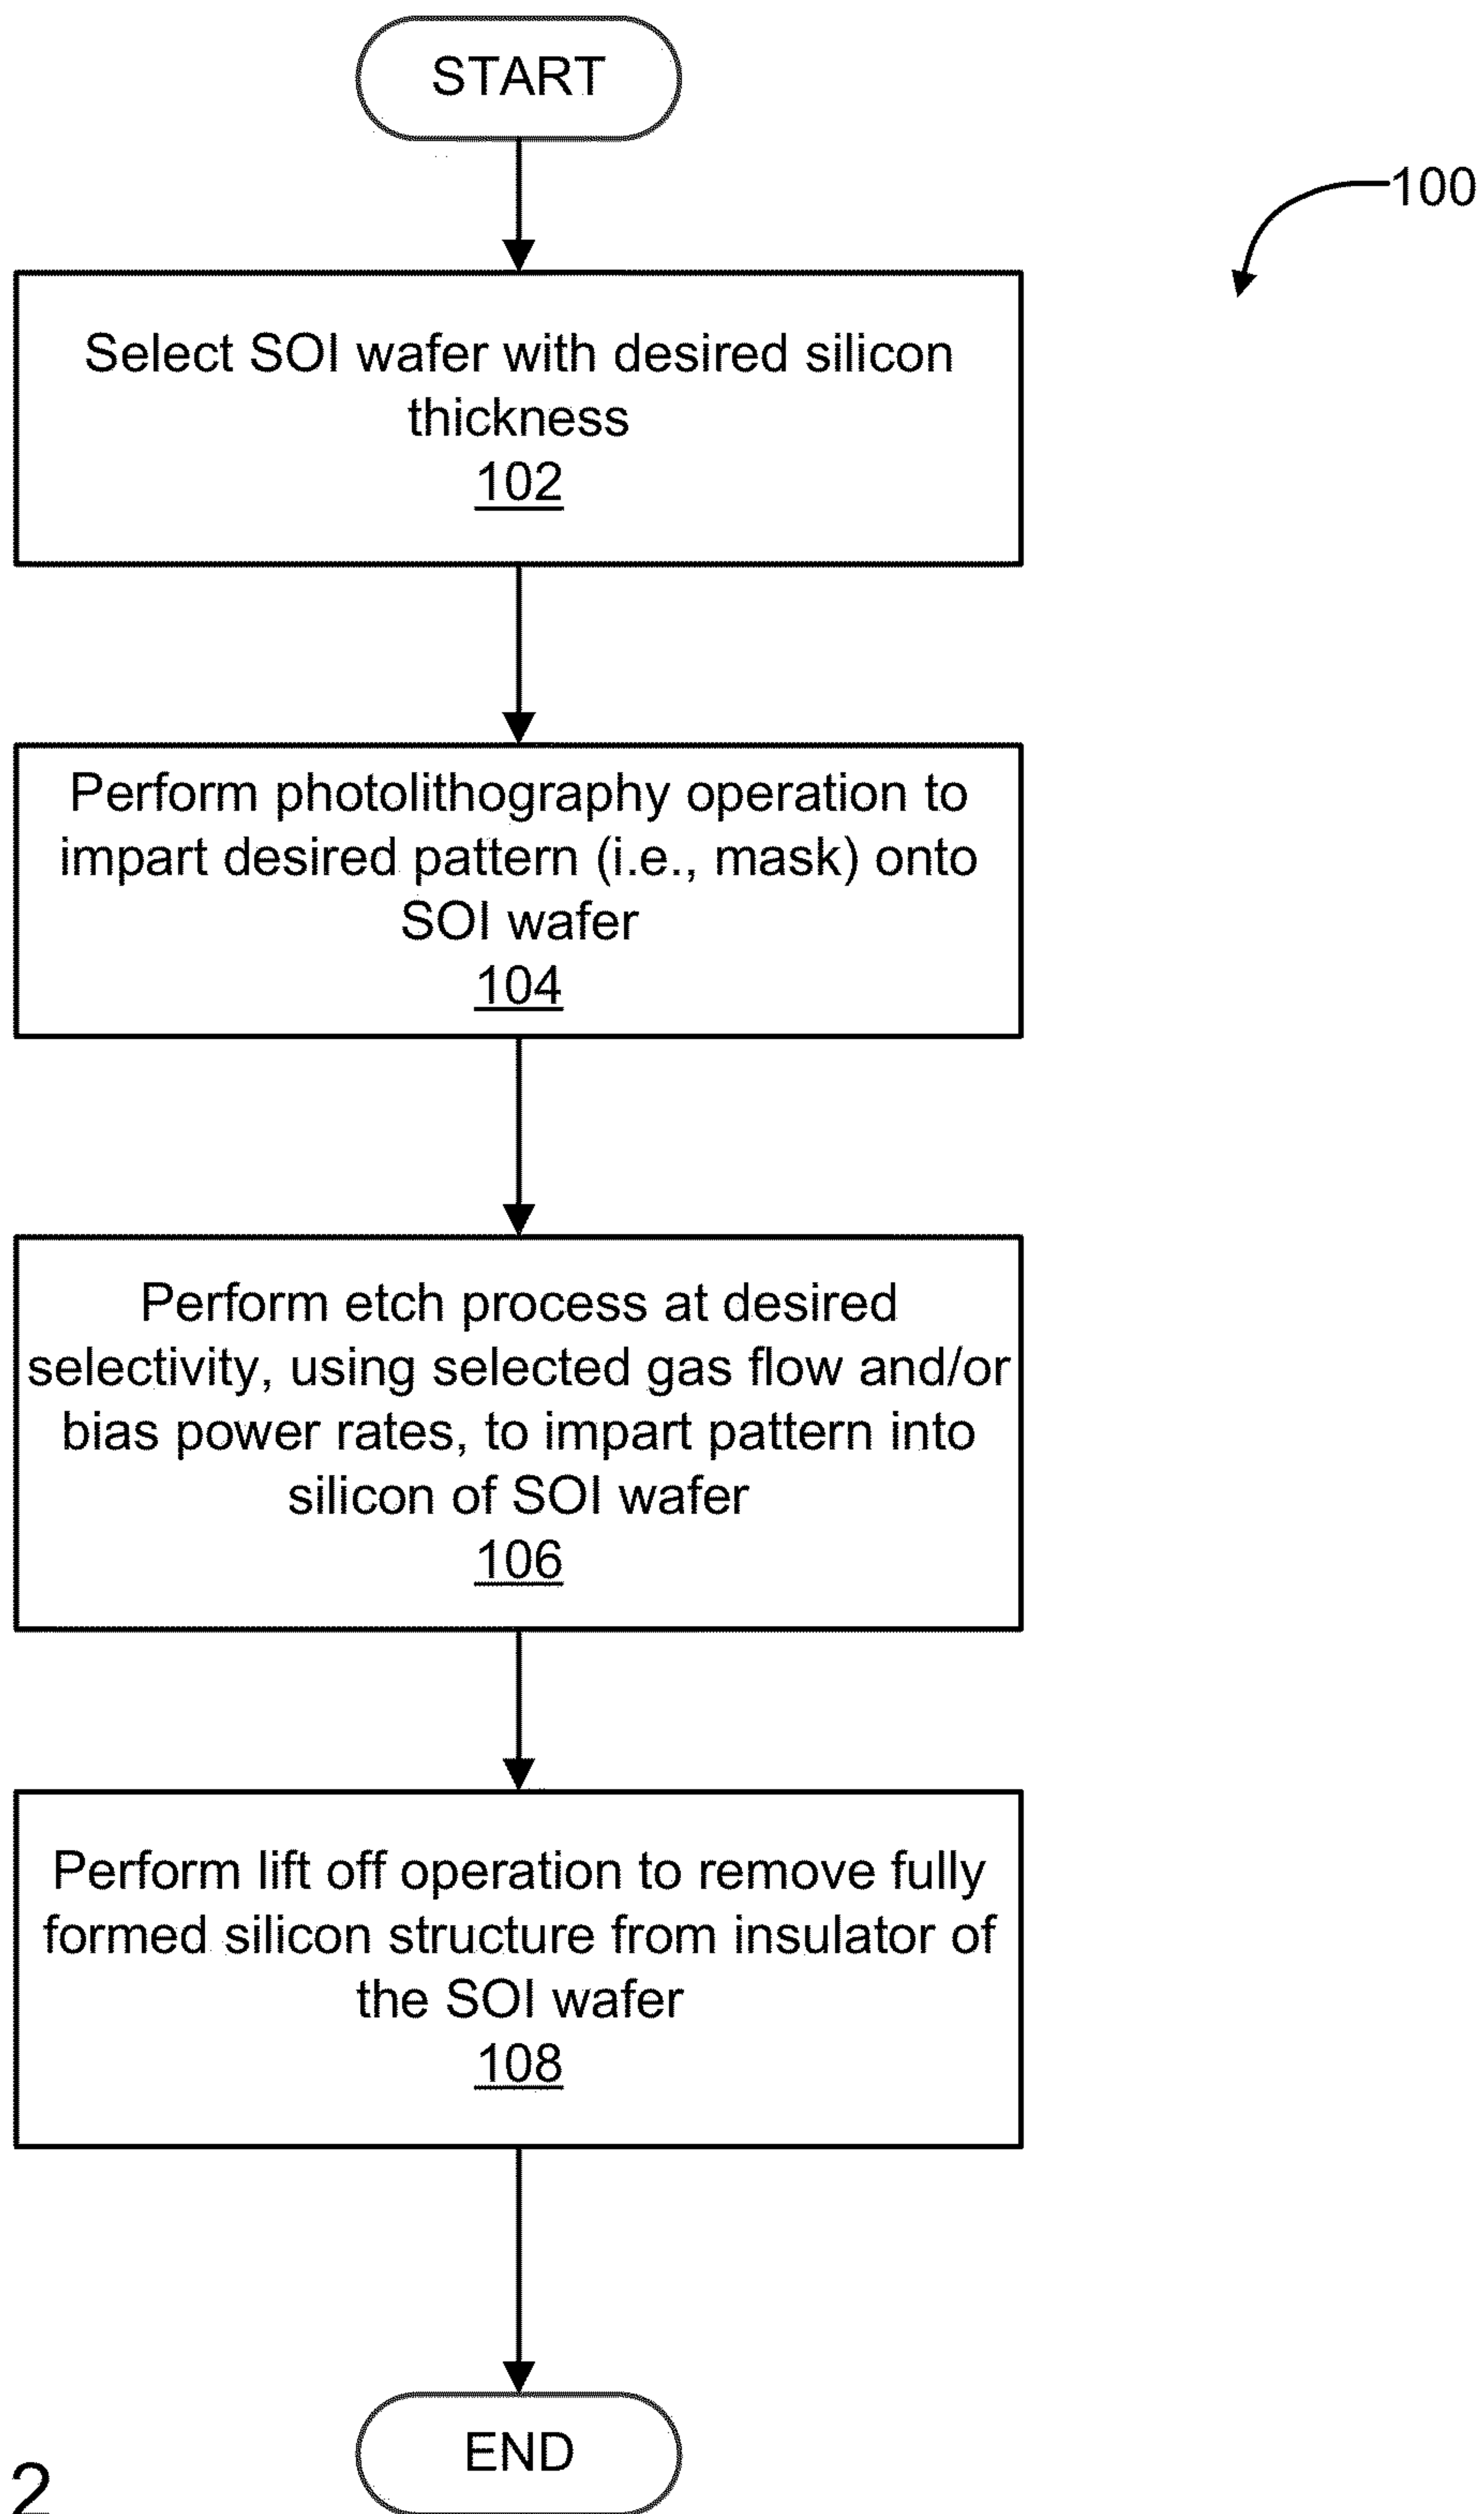 START
100
Select SOI wafer with desired silicon
thickness
102
Perform photolithography operation to
impart desired pattern (i.e., mask) onto
SOI wafer
104
Perform etch process at desired
selectivity, using selected gas flow and/or
bias power rates, to impart pattern into
silicon of SOI wafer
106
Perform lift off operation to remove fully
formed silicon structure from insulator of
the SOI wafer
108
END
2